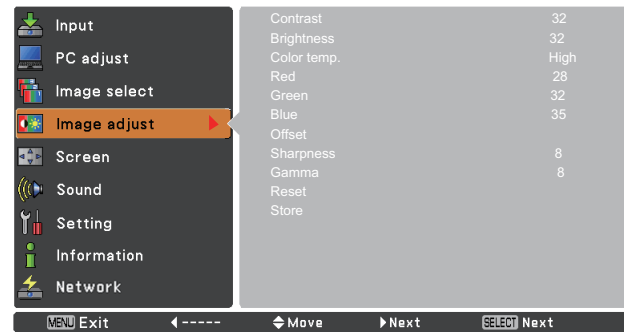 Input
PC adjust
Image select
Image adjust
Screen
Sound
Setting
Information
Network
Contrast 32
Brightness 32
Color temp. High
Red 28
Green 32
Blue 35
Offset
Sharpness 8
Gamma 8
Reset
Store
MENU Exit ----- Move Next SELECT Next